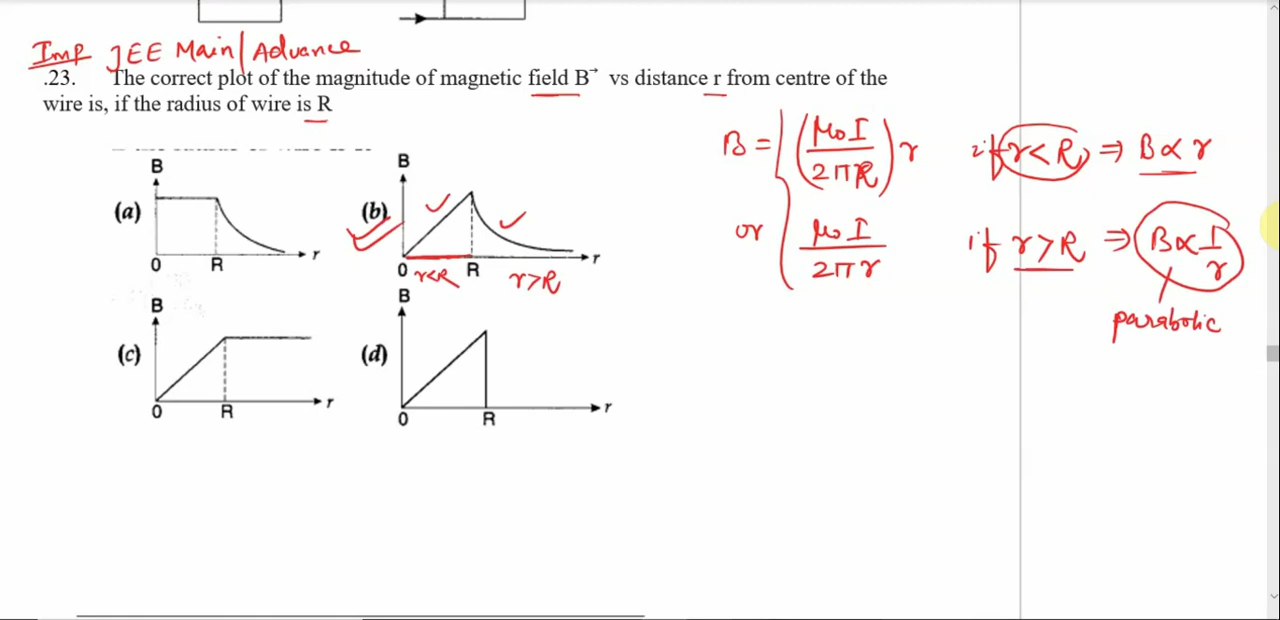 Imp JEE Main/Advance
.23. The correct plot of the magnitude of magnetic field B⃗ vs distance r from centre of the
wire is, if the radius of wire is R
B
(a)
0 R r
B
(b)
0 r<R R r>R r
B
(c)
0 R r
B
(d)
0 R r
B = (μ₀I / 2πR) r if r<R ⇒ B∝r
or μ₀I / 2πr if r>R ⇒ B∝I/r
parabolic